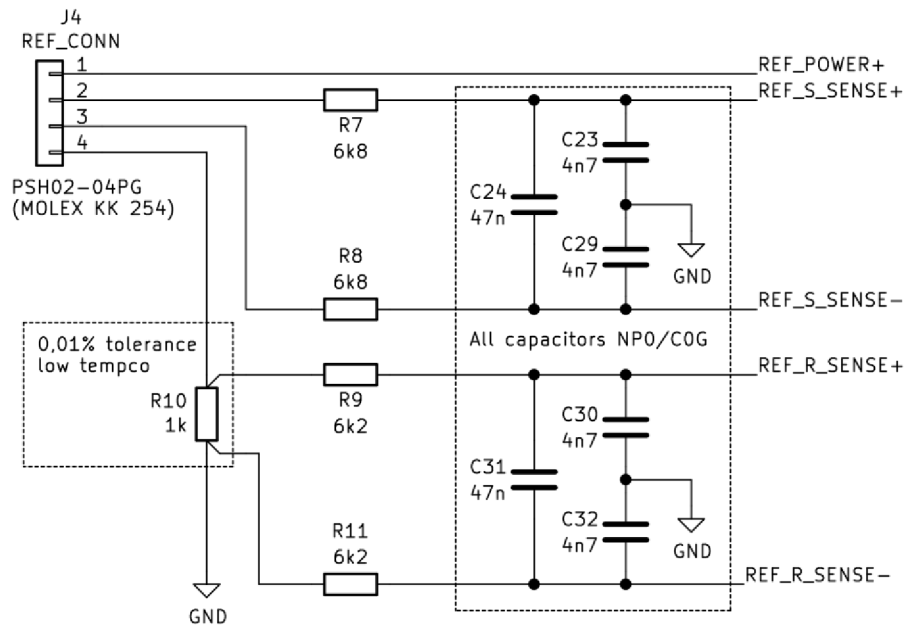 J4
REF_CONN
1
2
3
4
PSH02-04PG
(MOLEX KK 254)
REF_POWER+
REF_S_SENSE+
R7
6k8
C23
4n7
C24
47n
C29
4n7
GND
R8
6k8
REF_S_SENSE-
All capacitors NP0/C0G
0,01% tolerance
low tempco
R10
1k
REF_R_SENSE+
R9
6k2
C30
4n7
C31
47n
C32
4n7
GND
R11
6k2
REF_R_SENSE-
GND